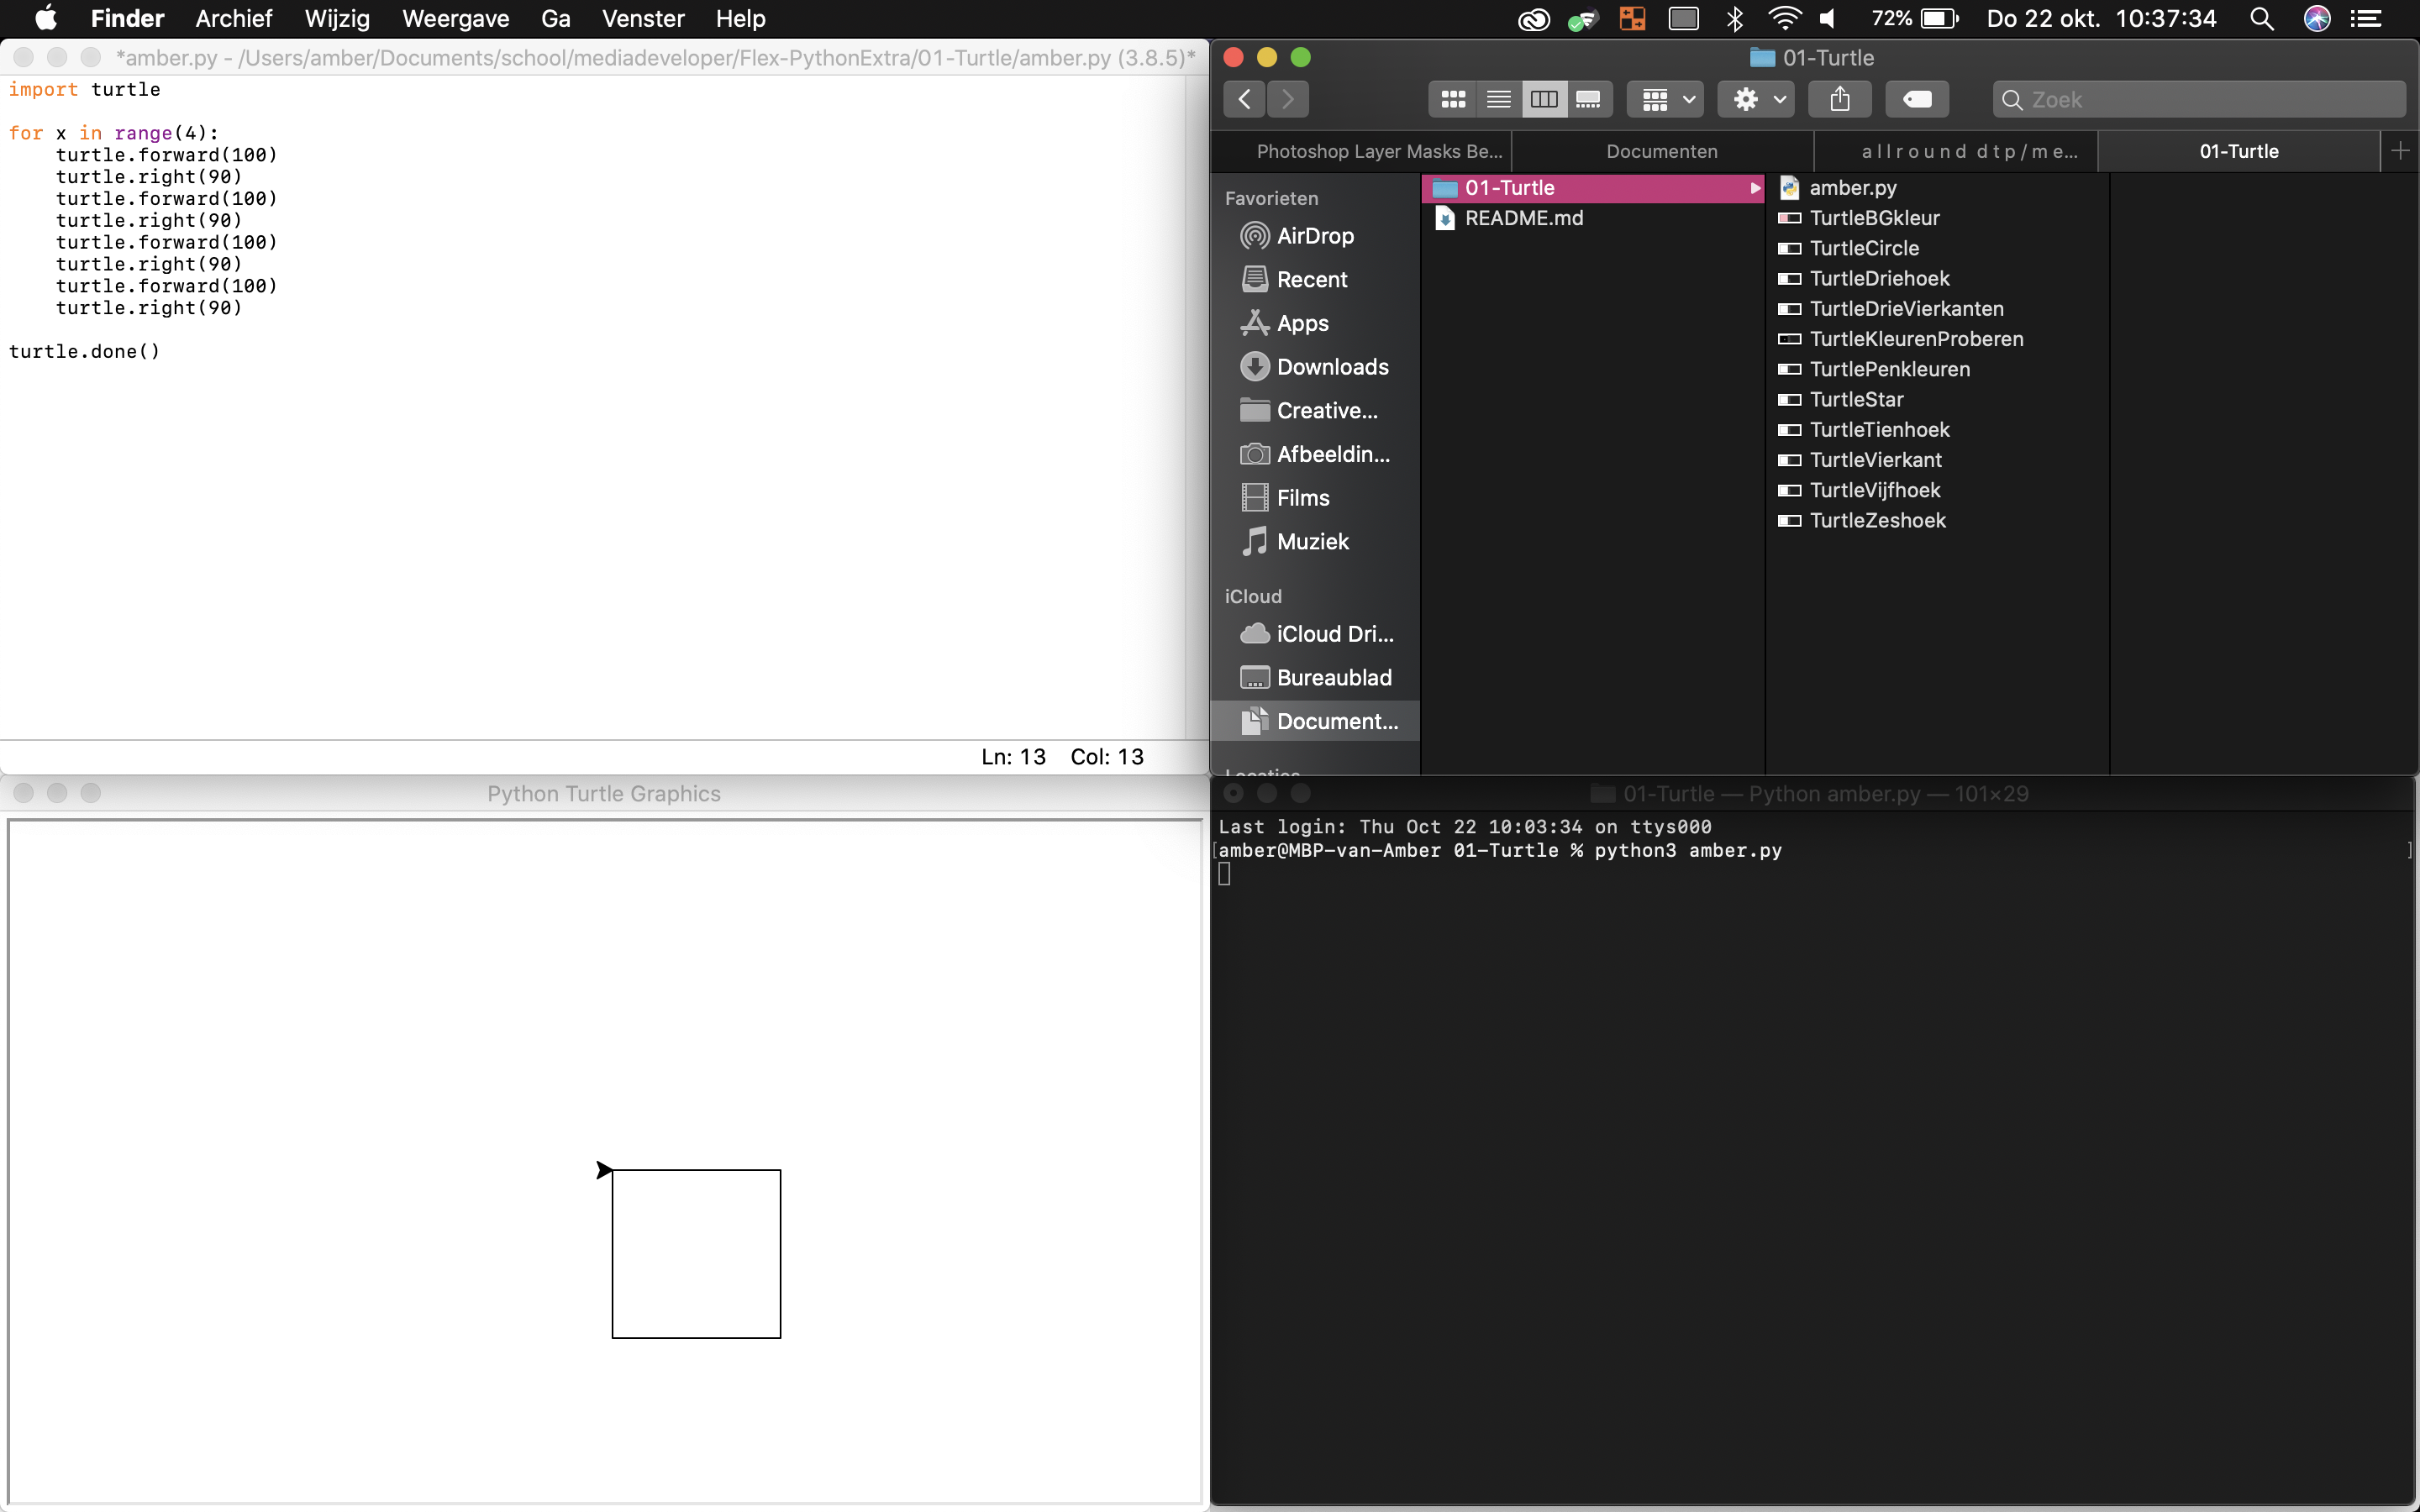 Finder Archief Wijzig Weergave Ga Venster Help 72% Do 22 okt. 10:37:34
*amber.py - /Users/amber/Documents/school/mediadeveloper/Flex-PythonExtra/01-Turtle/amber.py (3.8.5)*
import turtle
for x in range(4):
    turtle.forward(100)
    turtle.right(90)
    turtle.forward(100)
    turtle.right(90)
    turtle.forward(100)
    turtle.right(90)
    turtle.forward(100)
    turtle.right(90)
turtle.done()
Ln: 13 Col: 13
01-Turtle
Zoek
Photoshop Layer Masks Be... Documenten allround dtp/me... 01-Turtle
Favorieten
AirDrop
Recent
Apps
Downloads
Creative...
Afbeeldin...
Films
Muziek
iCloud
iCloud Dri...
Bureaublad
Document...
Locaties
01-Turtle
README.md
amber.py
TurtleBGkleur
TurtleCircle
TurtleDriehoek
TurtleDrieVierkanten
TurtleKleurenProberen
TurtlePenkleuren
TurtleStar
TurtleTienhoek
TurtleVierkant
TurtleVijfhoek
TurtleZeshoek
Python Turtle Graphics
01-Turtle — Python amber.py — 101×29
Last login: Thu Oct 22 10:03:34 on ttys000
[amber@MBP-van-Amber 01-Turtle % python3 amber.py ]